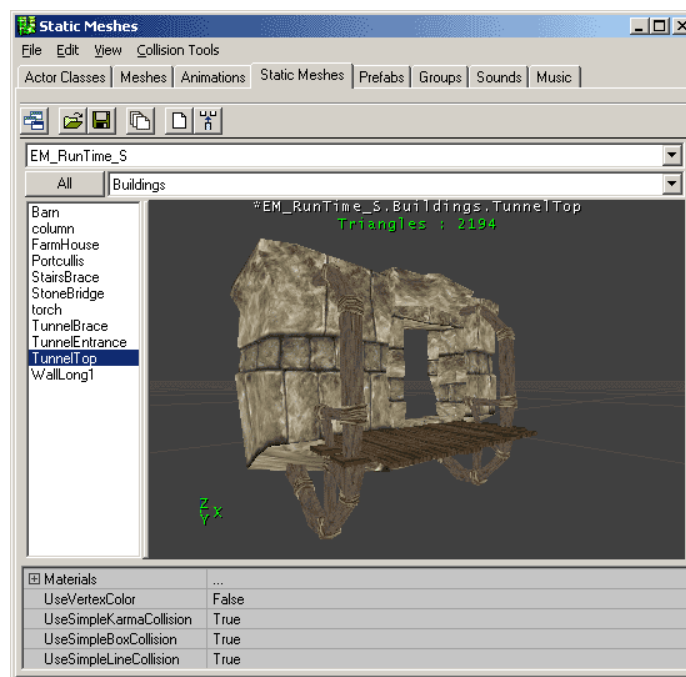 Static Meshes
File Edit View Collision Tools
Actor Classes Meshes Animations Static Meshes Prefabs Groups Sounds Music
EM_RunTime_S
All Buildings
*EM_RunTime_S.Buildings.TunnelTop
Triangles : 2194
Barn
column
FarmHouse
Portcullis
StairsBrace
StoneBridge
torch
TunnelBrace
TunnelEntrance
TunnelTop
WallLong1
Z
Y X
Materials ...
UseVertexColor False
UseSimpleKarmaCollision True
UseSimpleBoxCollision True
UseSimpleLineCollision True